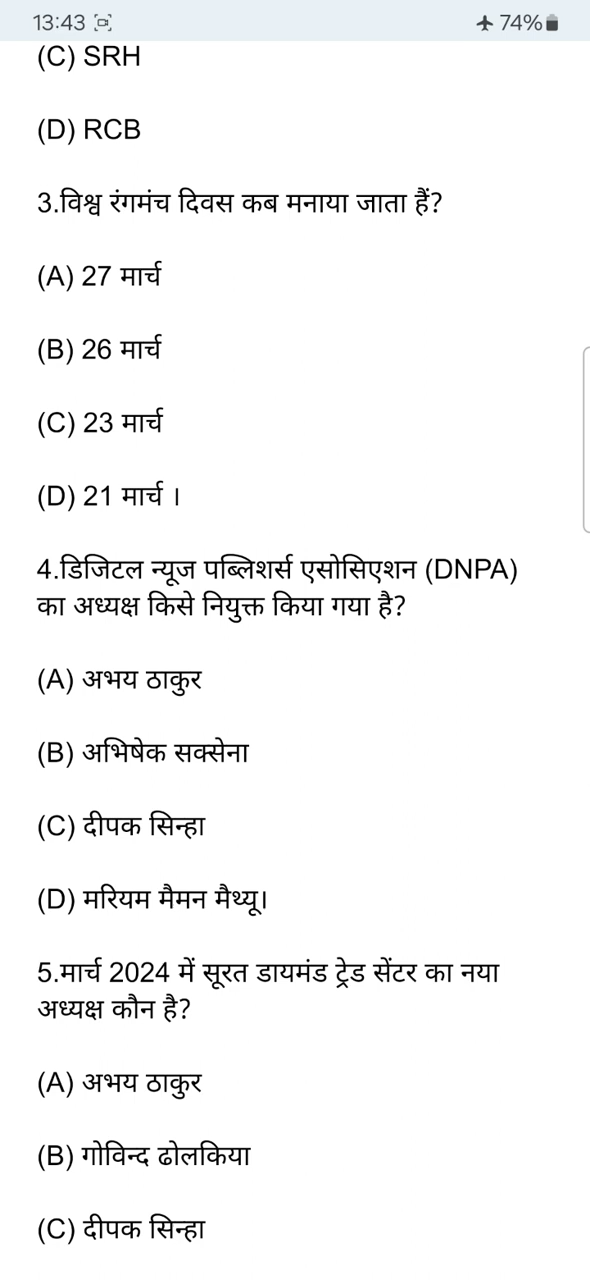 13:43
74%
(C) SRH
(D) RCB
3.विश्व रंगमंच दिवस कब मनाया जाता हैं?
(A) 27 मार्च
(B) 26 मार्च
(C) 23 मार्च
(D) 21 मार्च ।
4.डिजिटल न्यूज पब्लिशर्स एसोसिएशन (DNPA)
का अध्यक्ष किसे नियुक्त किया गया है?
(A) अभय ठाकुर
(B) अभिषेक सक्सेना
(C) दीपक सिन्हा
(D) मरियम मैमन मैथ्यू।
5.मार्च 2024 में सूरत डायमंड ट्रेड सेंटर का नया
अध्यक्ष कौन है?
(A) अभय ठाकुर
(B) गोविन्द ढोलकिया
(C) दीपक सिन्हा